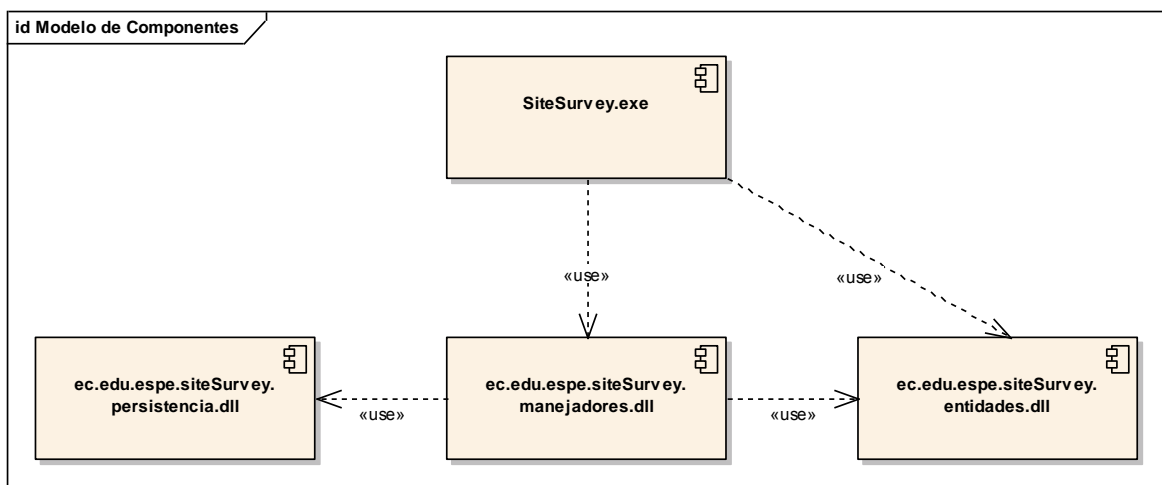 id Modelo de Componentes
SiteSurvey.exe
«use»
«use»
ec.edu.espe.siteSurvey.
persistencia.dll
«use»
ec.edu.espe.siteSurvey.
manejadores.dll
«use»
ec.edu.espe.siteSurvey.
entidades.dll